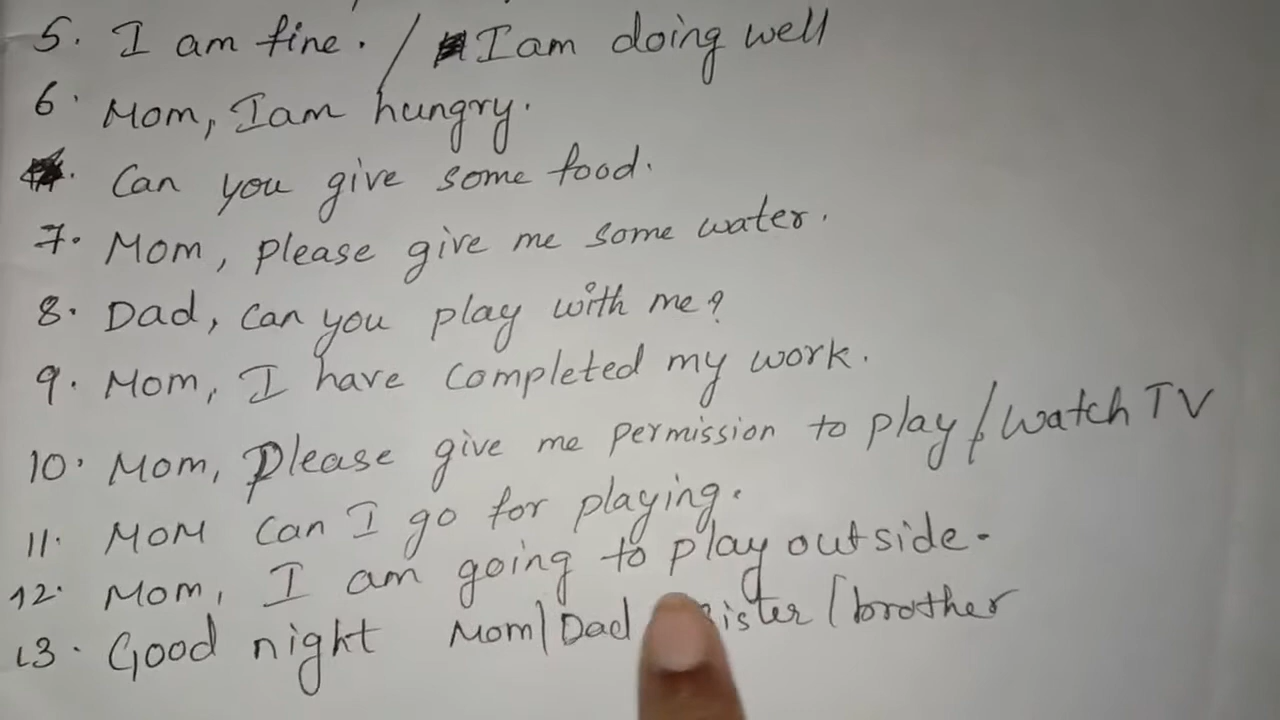 5. I am fine. / I am doing well
6. Mom, I am hungry.
Can you give some food.
7. Mom, please give me some water.
8. Dad, can you play with me?
9. Mom, I have completed my work.
10. Mom, Please give me permission to play / watch TV
11. MOM can I go for playing.
12. Mom, I am going to play outside.
13. Good night Mom/Dad /brother